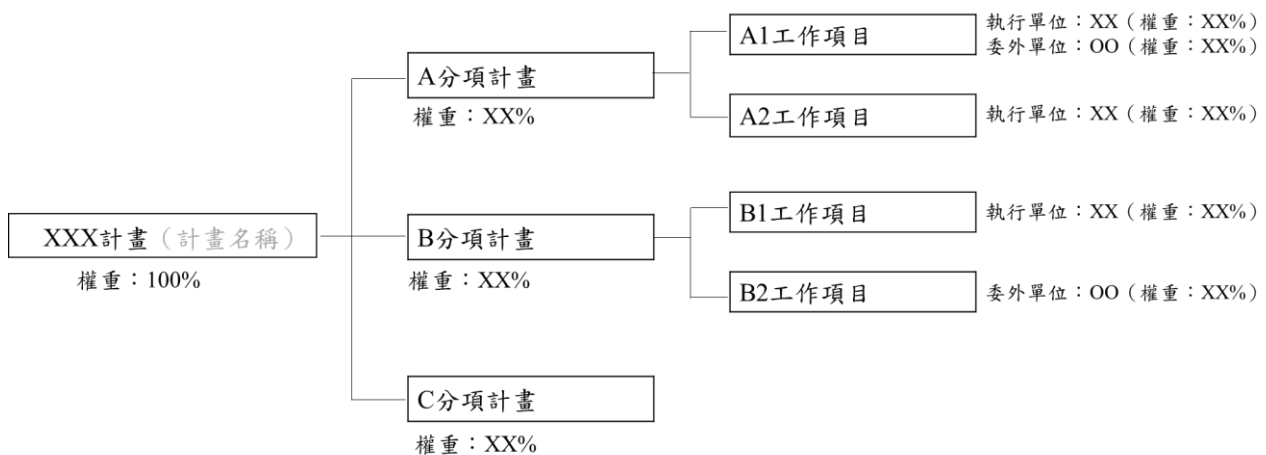 A1工作項目
執行單位：XX（權重：XX%）
委外單位：OO（權重：XX%）
A分項計畫
權重：XX%
A2工作項目
執行單位：XX（權重：XX%）
XXX計畫（計畫名稱）
權重：100%
B分項計畫
權重：XX%
B1工作項目
執行單位：XX（權重：XX%）
B2工作項目
委外單位：OO（權重：XX%）
C分項計畫
權重：XX%